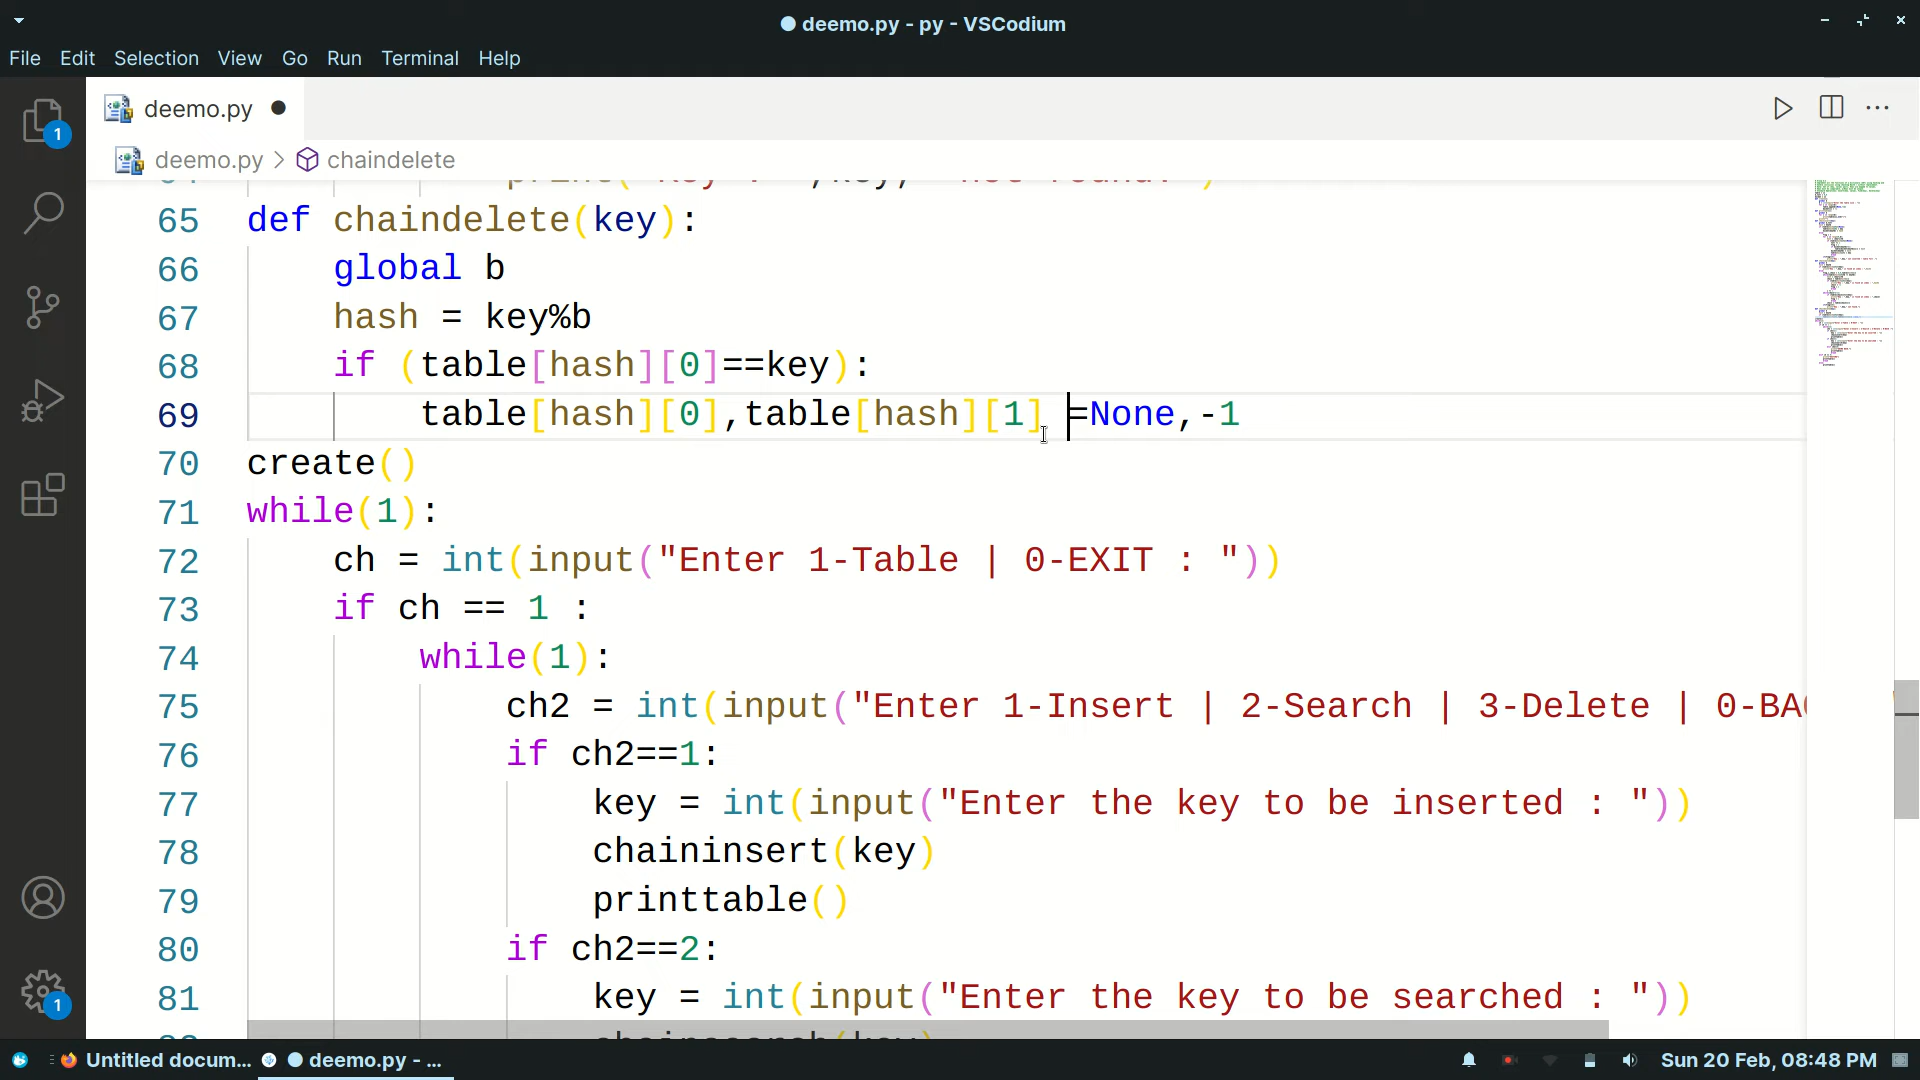 deemo.py - py - VSCodium
File Edit Selection View Go Run Terminal Help
1
deemo.py
deemo.py > chaindelete
65 def chaindelete(key):
66 global b
67 hash = key%b
68 if (table[hash][0]==key):
69 table[hash][0],table[hash][1] =None,-1
70 create()
71 while(1):
72 ch = int(input("Enter 1-Table | 0-EXIT : "))
73 if ch == 1 :
74 while(1):
75 ch2 = int(input("Enter 1-Insert | 2-Search | 3-Delete | 0-BA
76 if ch2==1:
77 key = int(input("Enter the key to be inserted : "))
78 chaininsert(key)
79 printtable()
80 if ch2==2:
81 key = int(input("Enter the key to be searched : "))
1
Untitled docum... deemo.py - ... Sun 20 Feb, 08:48 PM